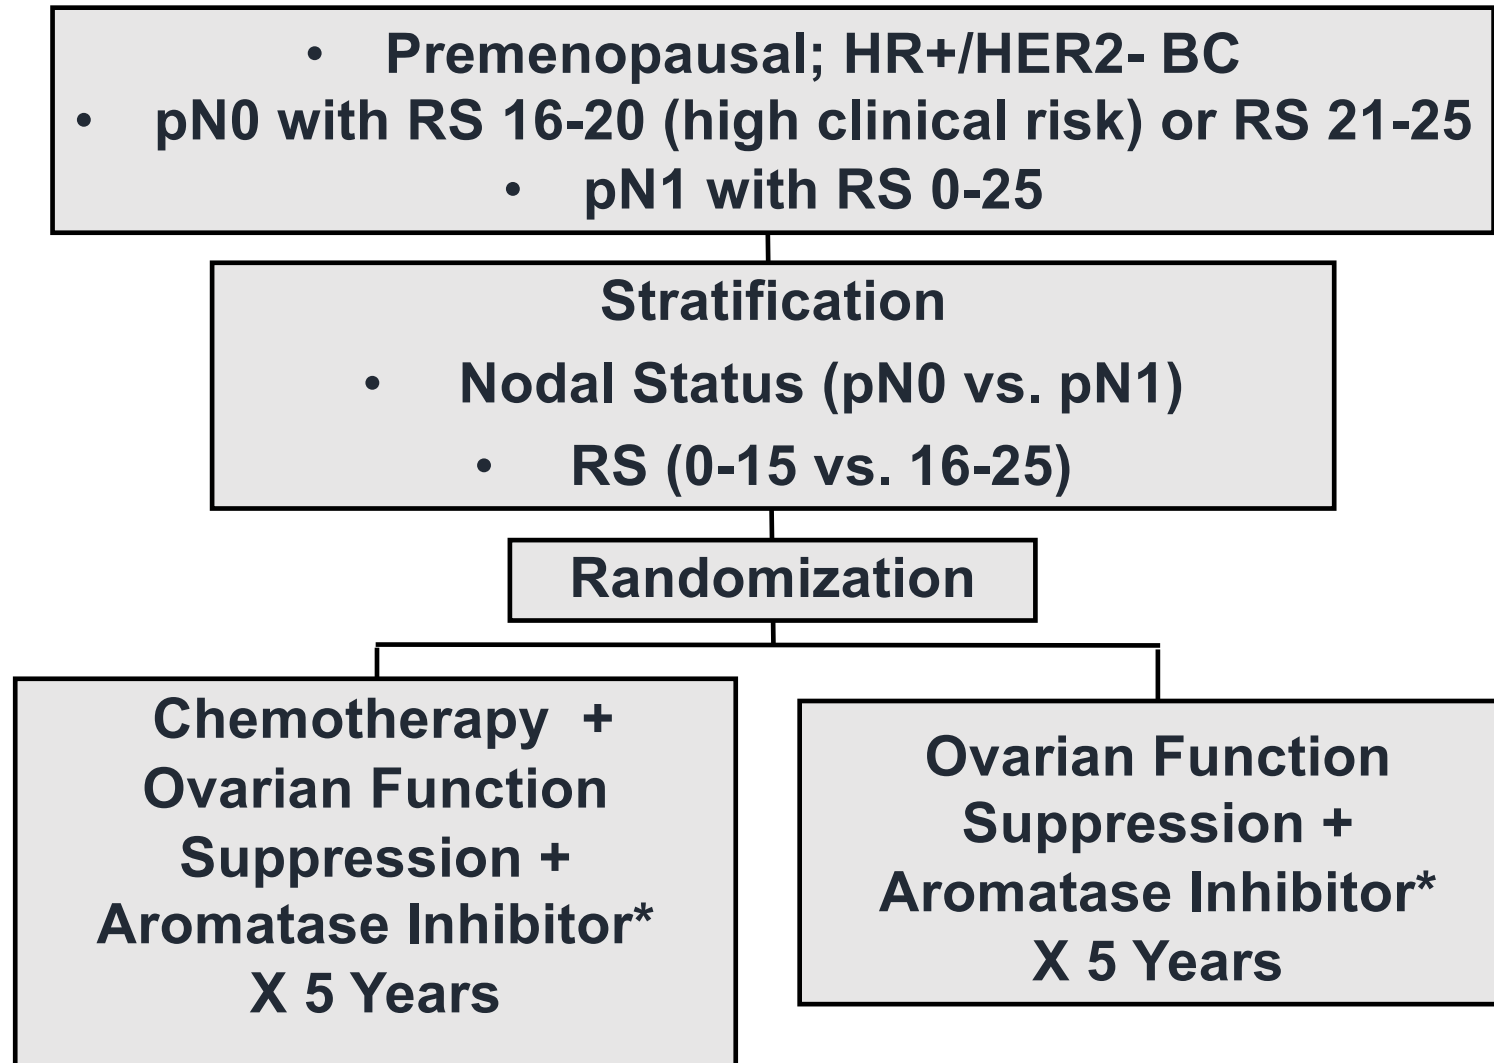 • Premenopausal; HR+/HER2- BC
• pN0 with RS 16-20 (high clinical risk) or RS 21-25
• pN1 with RS 0-25
Stratification
• Nodal Status (pN0 vs. pN1)
• RS (0-15 vs. 16-25)
Randomization
Chemotherapy +
Ovarian Function
Suppression +
Aromatase Inhibitor*
X 5 Years
Ovarian Function
Suppression +
Aromatase Inhibitor*
X 5 Years